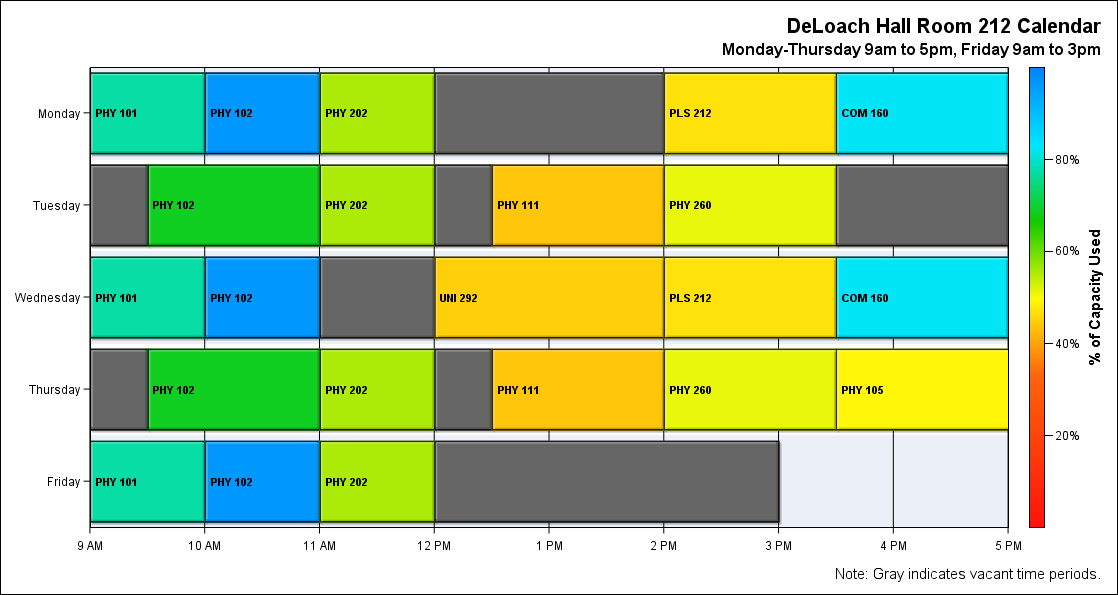 DeLoach Hall Room 212 Calendar
Monday-Thursday 9am to 5pm, Friday 9am to 3pm
Monday
PHY 101
PHY 102
PHY 202
PLS 212
COM 160
Tuesday
PHY 102
PHY 202
PHY 111
PHY 260
Wednesday
PHY 101
PHY 102
UNI 292
PLS 212
COM 160
Thursday
PHY 102
PHY 202
PHY 111
PHY 260
PHY 105
Friday
PHY 101
PHY 102
PHY 202
9 AM
10 AM
11 AM
12 PM
1 PM
2 PM
3 PM
4 PM
5 PM
80%
60%
40%
20%
% of Capacity Used
Note: Gray indicates vacant time periods.